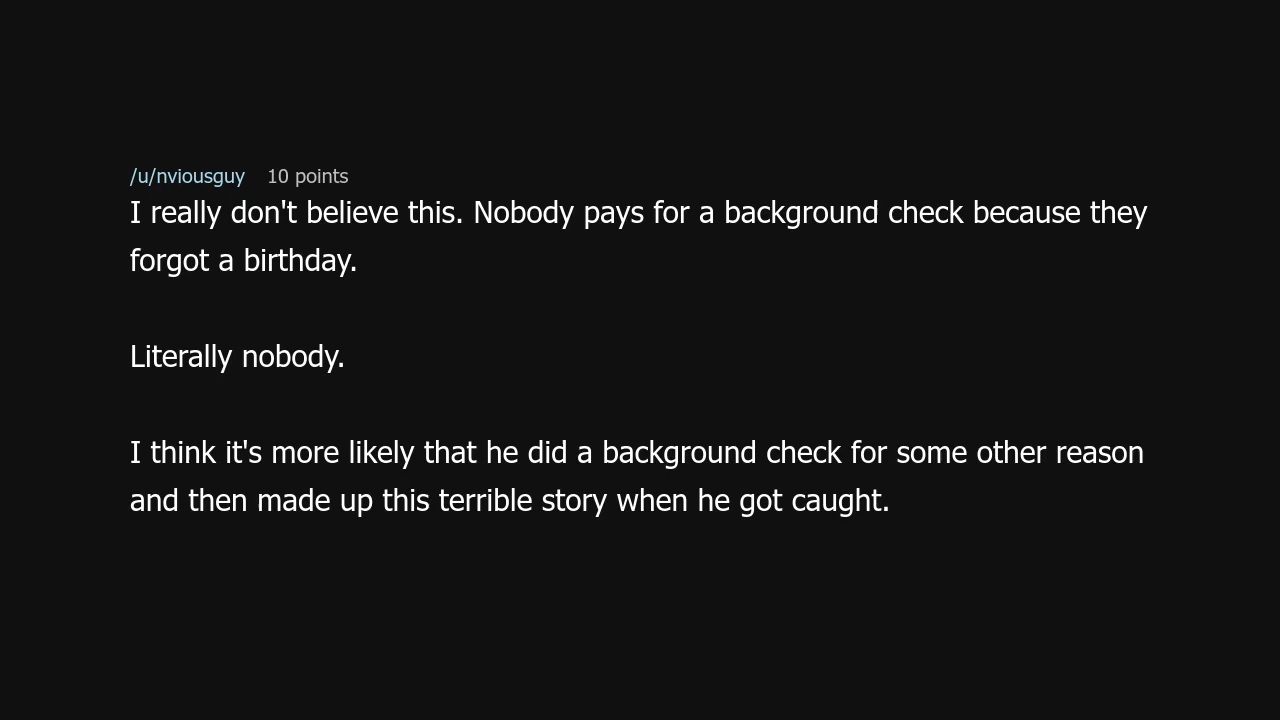 /u/nviousguy 10 points
I really don't believe this. Nobody pays for a background check because they
forgot a birthday.
Literally nobody.
I think it's more likely that he did a background check for some other reason
and then made up this terrible story when he got caught.